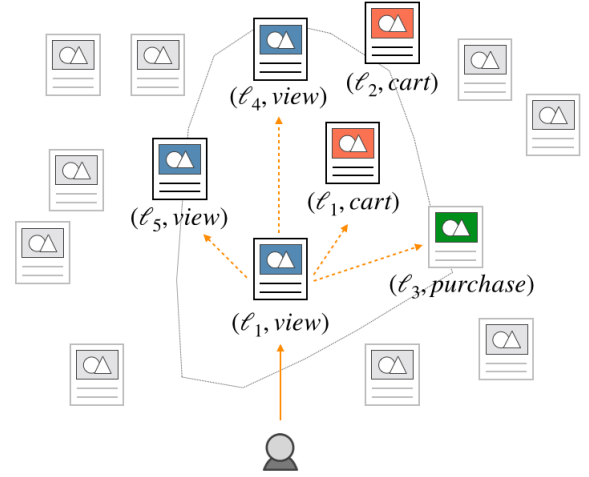 (ℓ₂, cart)
(ℓ₄, view)
(ℓ₁, cart)
(ℓ₅, view)
(ℓ₃, purchase)
(ℓ₁, view)